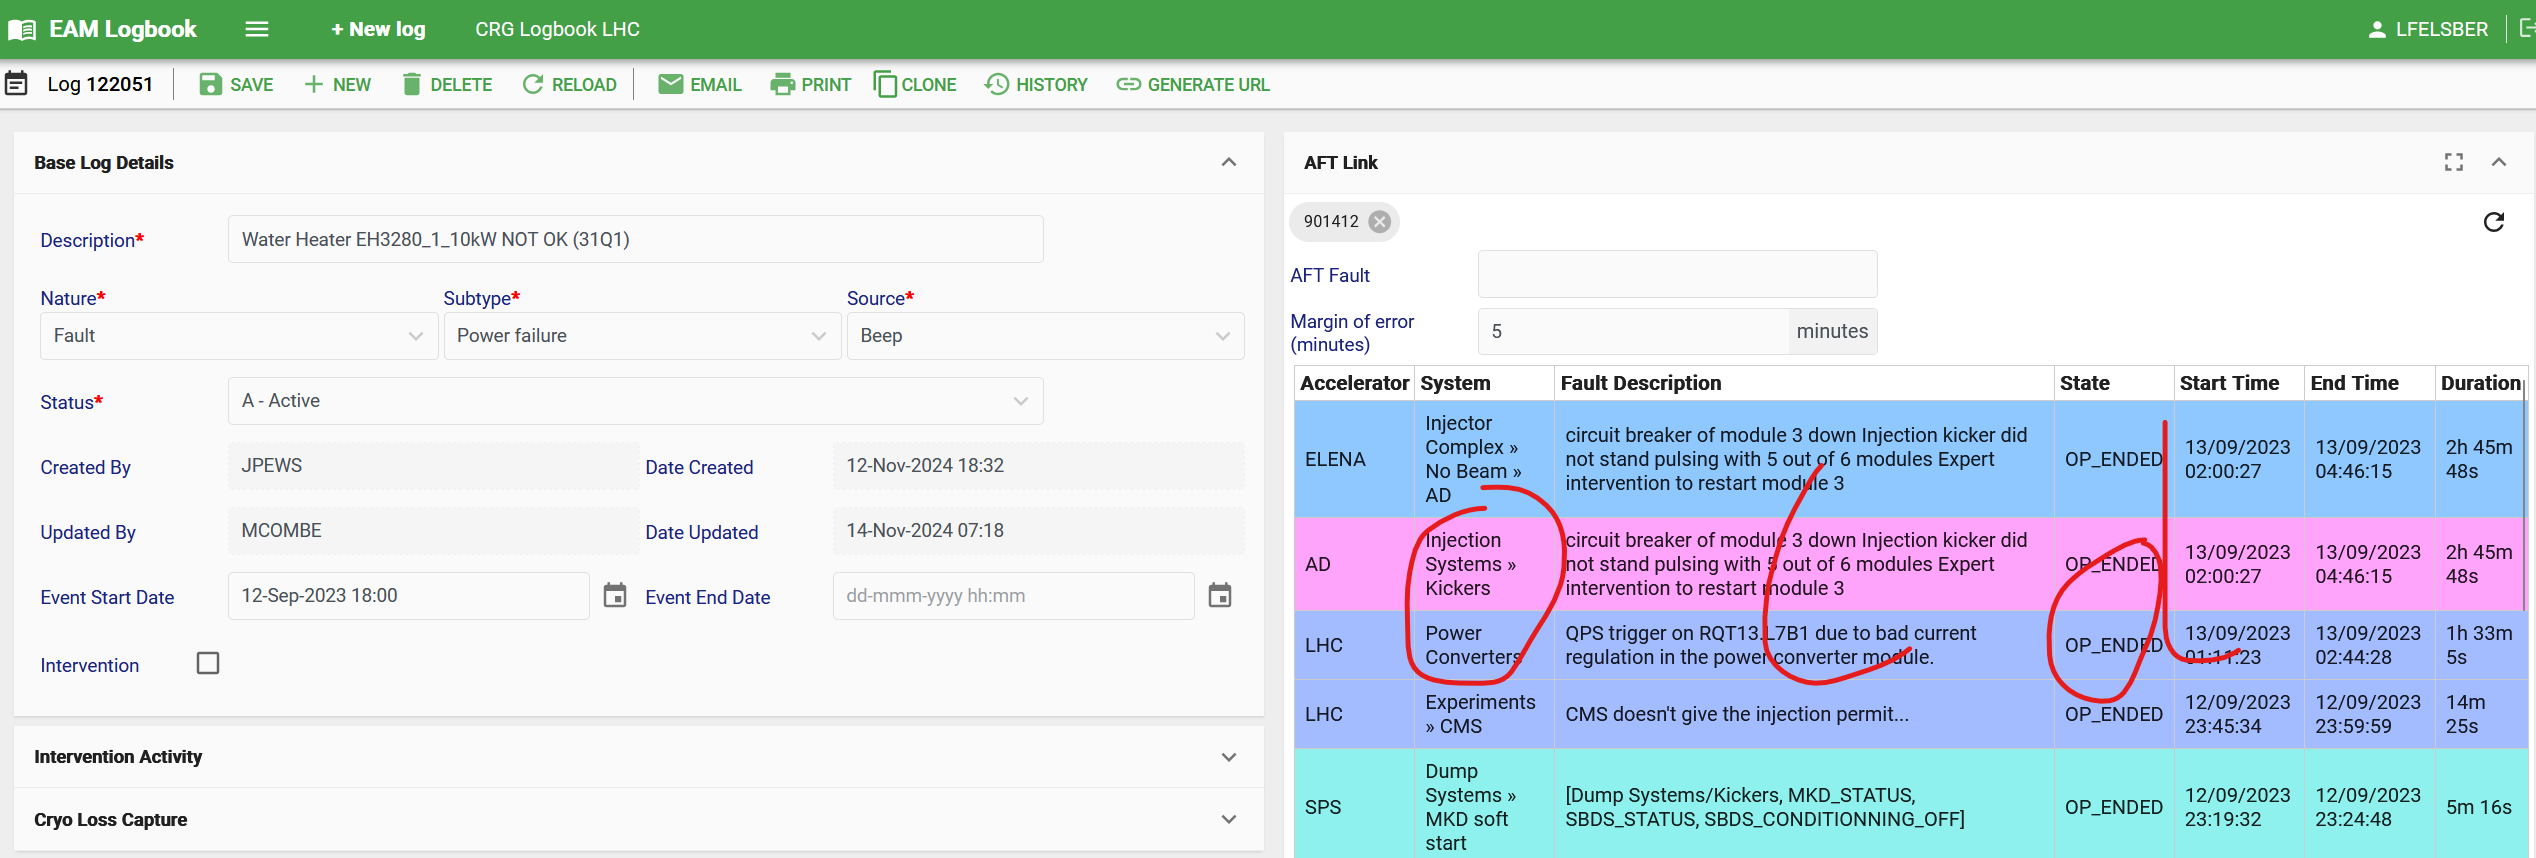 EAM Logbook
+ New log
CRG Logbook LHC
LFELSBER
Log 122051
SAVE
NEW
DELETE
RELOAD
EMAIL
PRINT
CLONE
HISTORY
GENERATE URL
Base Log Details
Description*
Water Heater EH3280_1_10kW NOT OK (31Q1)
Nature*
Subtype*
Source*
Fault
Power failure
Beep
Status*
A - Active
Created By
JPEWS
Date Created
12-Nov-2024 18:32
Updated By
MCOMBE
Date Updated
14-Nov-2024 07:18
Event Start Date
12-Sep-2023 18:00
Event End Date
dd-mmm-yyyy hh:mm
Intervention
Intervention Activity
Cryo Loss Capture
AFT Link
901412
AFT Fault
Margin of error
(minutes)
5
minutes
Accelerator System Fault Description State Start Time End Time Duration
ELENA
Injector
Complex »
No Beam »
AD
circuit breaker of module 3 down Injection kicker did
not stand pulsing with 5 out of 6 modules Expert
intervention to restart module 3
OP_ENDED
13/09/2023
02:00:27
13/09/2023
04:46:15
2h 45m
48s
AD
Injection
Systems »
Kickers
circuit breaker of module 3 down Injection kicker did
not stand pulsing with 5 out of 6 modules Expert
intervention to restart module 3
OP_ENDED
13/09/2023
02:00:27
13/09/2023
04:46:15
2h 45m
48s
LHC
Power
Converters
QPS trigger on RQT13.L7B1 due to bad current
regulation in the power converter module.
OP_ENDED
13/09/2023
01:11:23
13/09/2023
02:44:28
1h 33m
5s
LHC
Experiments
» CMS
CMS doesn't give the injection permit...
OP_ENDED
12/09/2023
23:45:34
12/09/2023
23:59:59
14m
25s
SPS
Dump
Systems »
MKD soft
start
[Dump Systems/Kickers, MKD_STATUS,
SBDS_STATUS, SBDS_CONDITIONNING_OFF]
OP_ENDED
12/09/2023
23:19:32
12/09/2023
23:24:48
5m 16s